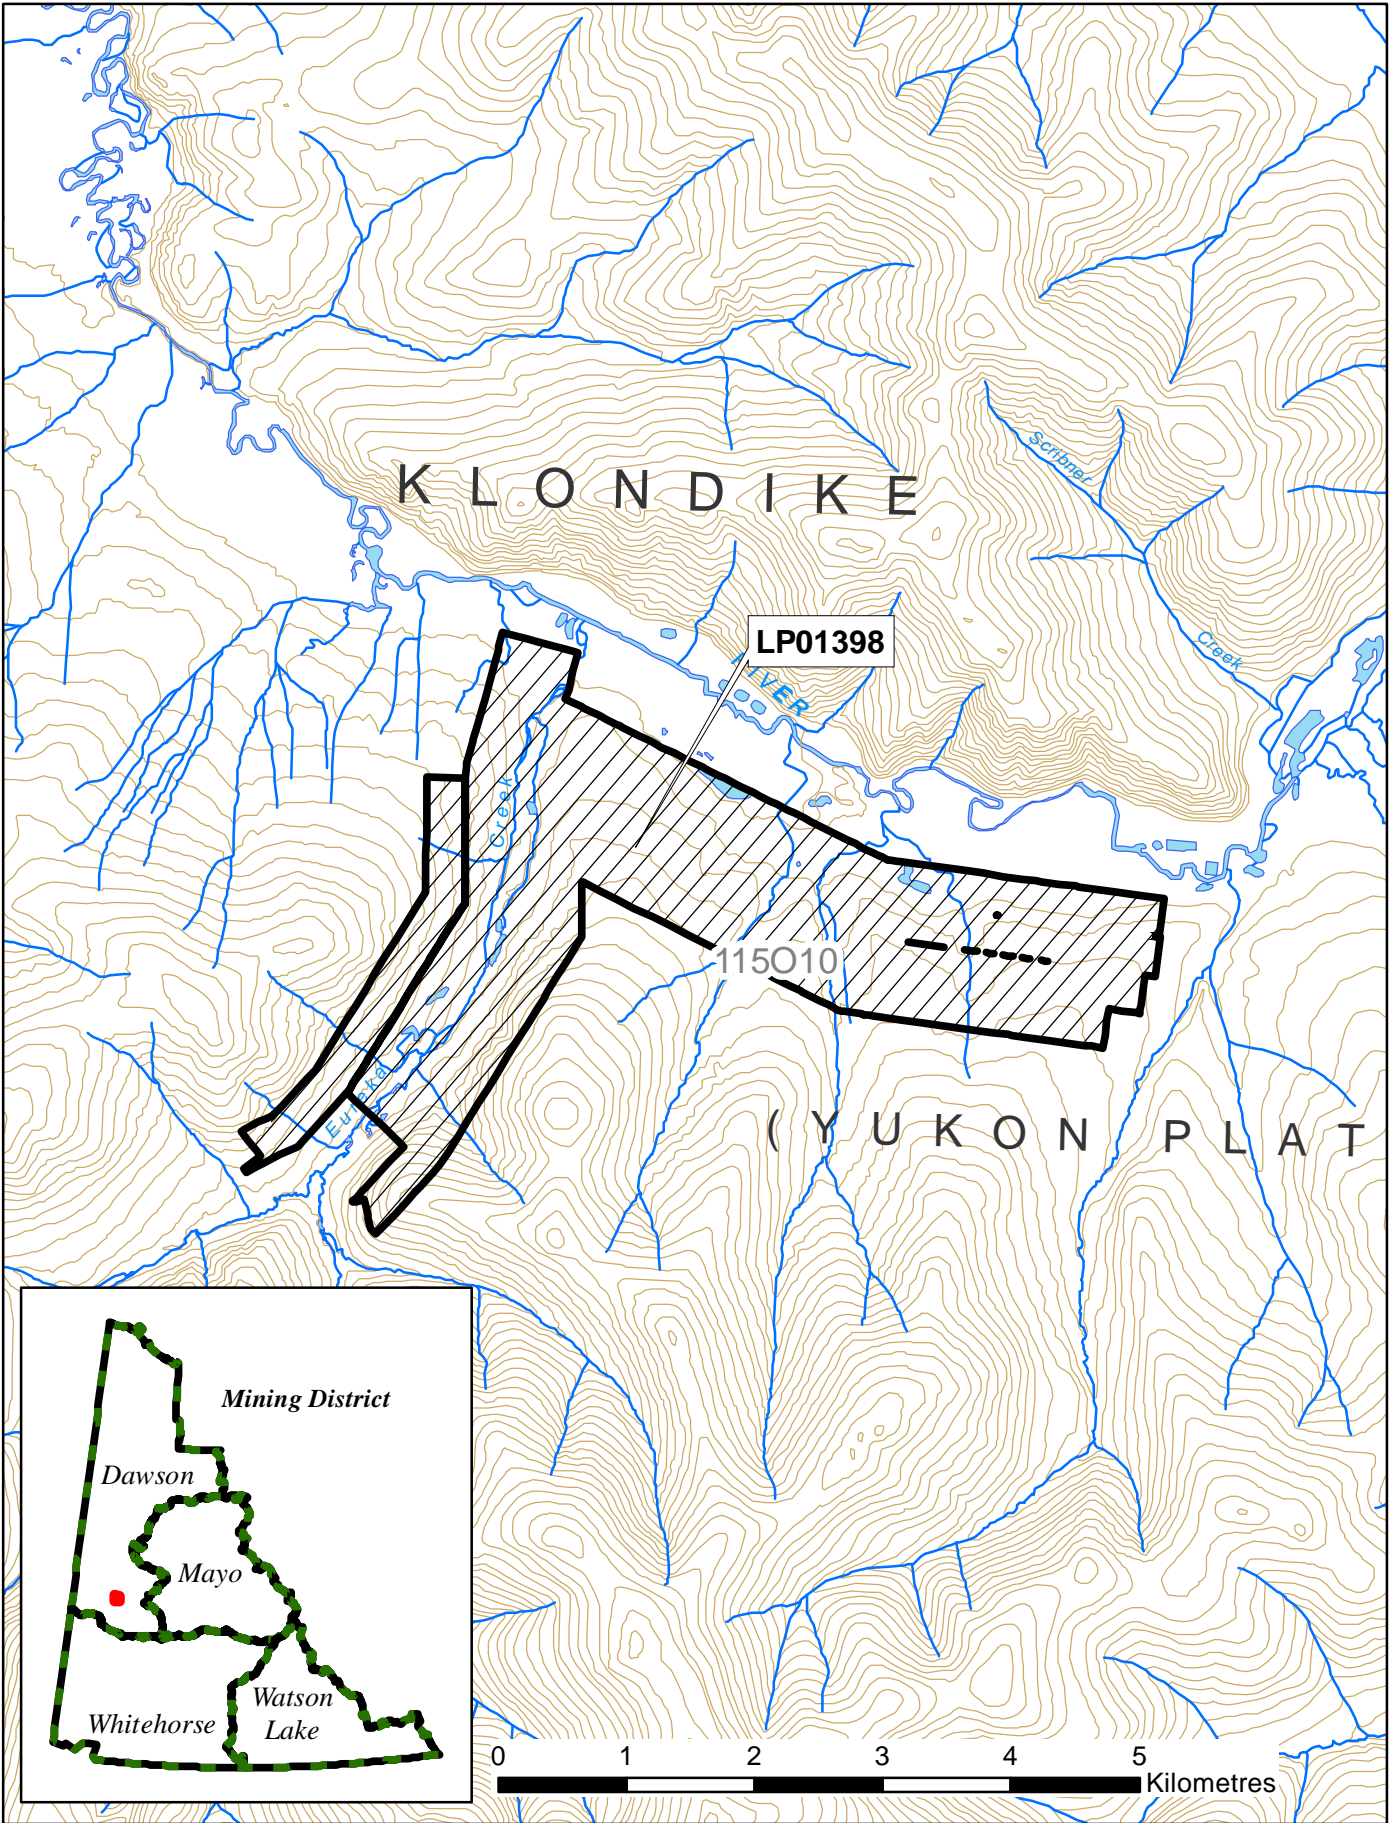 Scribner
KLONDIKE
LP01398
RIVER
Creek
Creek
115O10
Eureka
(YUKON PLAT
Mining District
Dawson
Mayo
Watson
Lake
Whitehorse
0 1 2 3 4 5
Kilometres